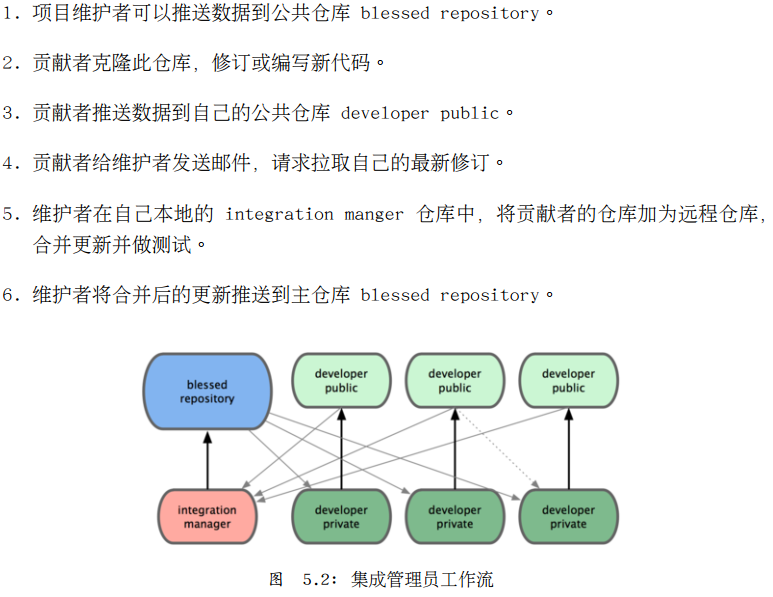 1. 项目维护者可以推送数据到公共仓库 blessed repository。
2. 贡献者克隆此仓库，修订或编写新代码。
3. 贡献者推送数据到自己的公共仓库 developer public。
4. 贡献者给维护者发送邮件，请求拉取自己的最新修订。
5. 维护者在自己本地的 integration manger 仓库中，将贡献者的仓库加为远程仓库，
合并更新并做测试。
6. 维护者将合并后的更新推送到主仓库 blessed repository。
blessed
repository
developer
public
developer
public
developer
public
integration
manager
developer
private
developer
private
developer
private
图 5.2: 集成管理员工作流